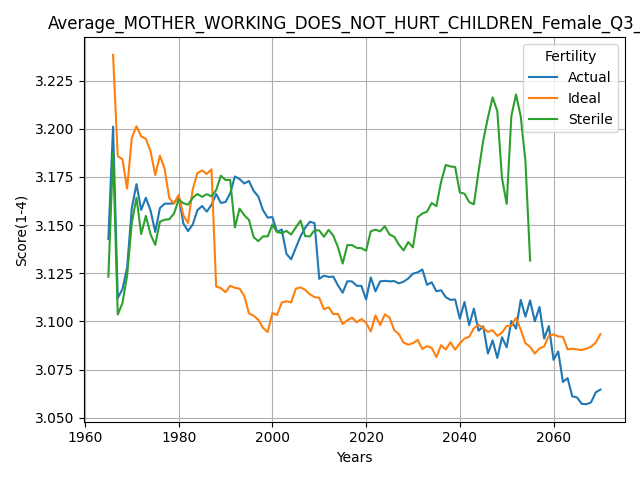 Average_MOTHER_WORKING_DOES_NOT_HURT_CHILDREN_Female_Q3_
Fertility
Actual
Ideal
Sterile
Score(1-4)
3.225
3.200
3.175
3.150
3.125
3.100
3.075
3.050
1960 1980 2000 2020 2040 2060
Years